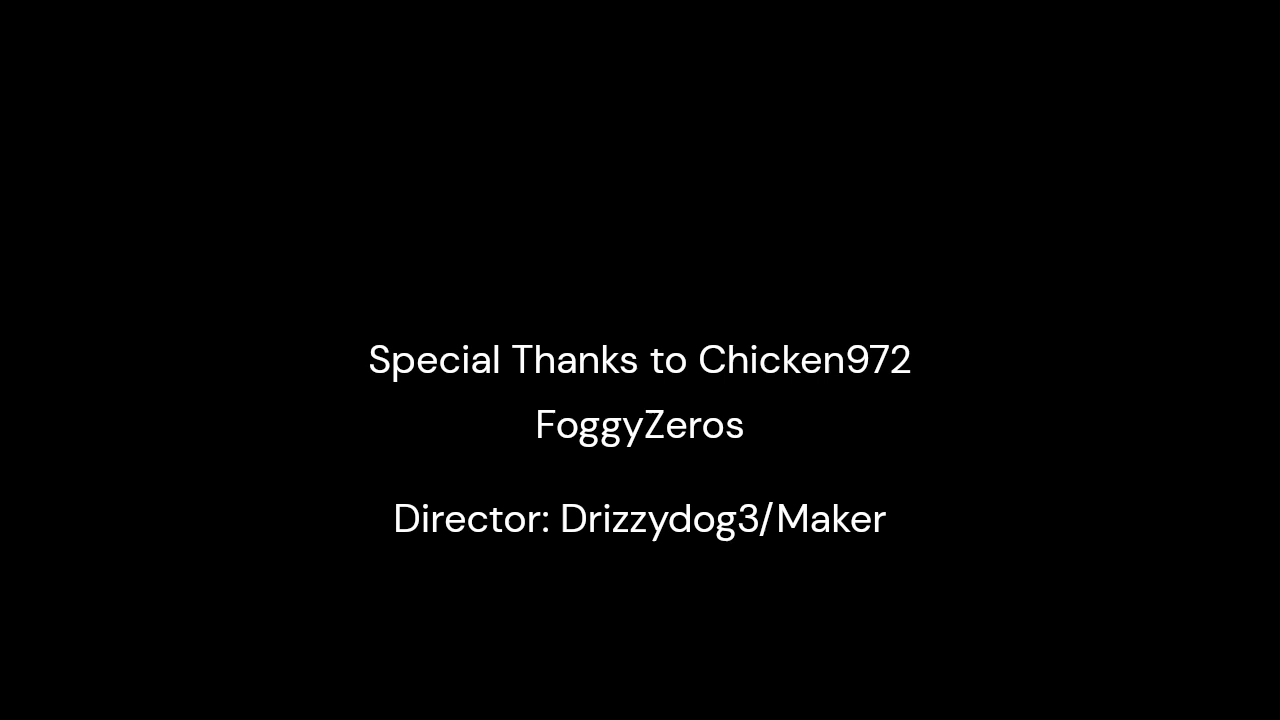 Special Thanks to Chicken972
FoggyZeros
Director: Drizzydog3/Maker